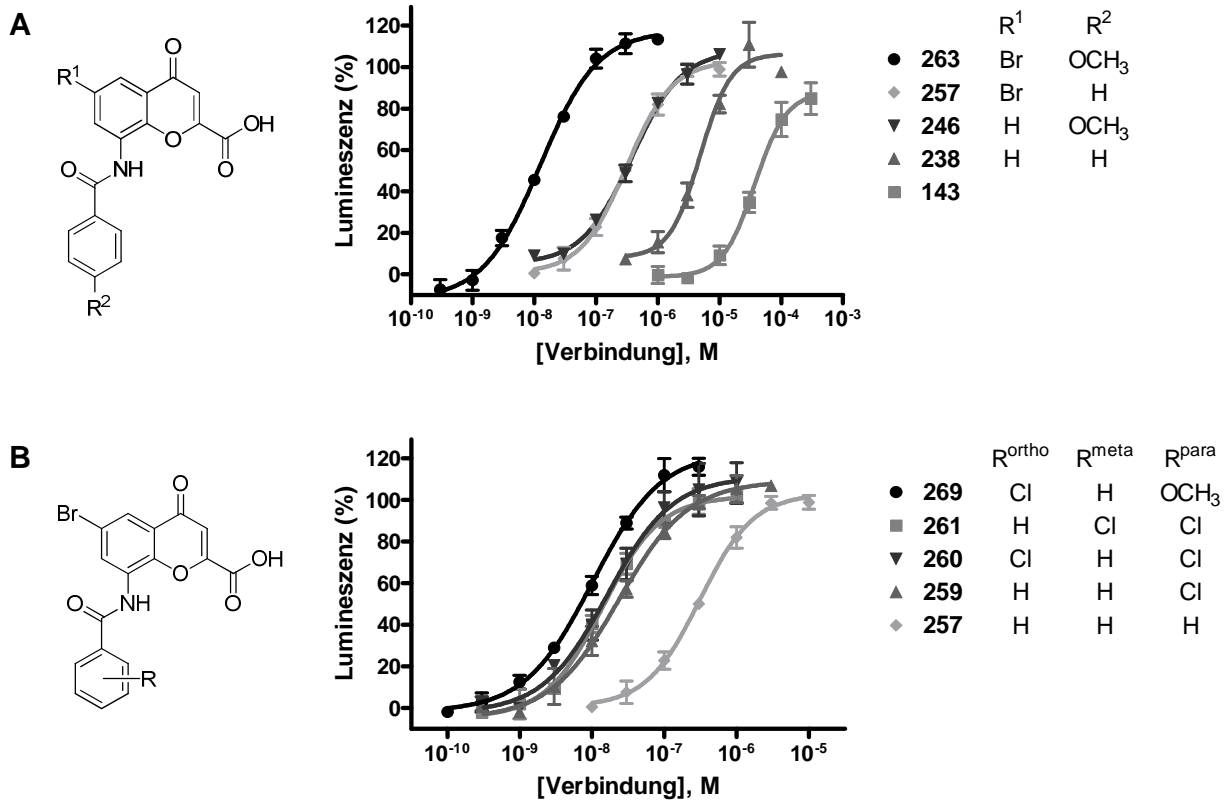 A
R¹
O
O
OH
O
O
NH
R²
Lumineszenz (%)
120
100
80
60
40
20
0
10⁻¹⁰ 10⁻⁹ 10⁻⁸ 10⁻⁷ 10⁻⁶ 10⁻⁵ 10⁻⁴ 10⁻³
[Verbindung], M
R¹ R²
263 Br OCH₃
257 Br H
246 H OCH₃
238 H H
143
B
Br
O
O
OH
O
O
NH
R
Lumineszenz (%)
120
100
80
60
40
20
0
10⁻¹⁰ 10⁻⁹ 10⁻⁸ 10⁻⁷ 10⁻⁶ 10⁻⁵
[Verbindung], M
Rᵒʳᵗʰᵒ Rᵐᵉᵗᵃ Rᵖᵃʳᵃ
269 Cl H OCH₃
261 H Cl Cl
260 Cl H Cl
259 H H Cl
257 H H H